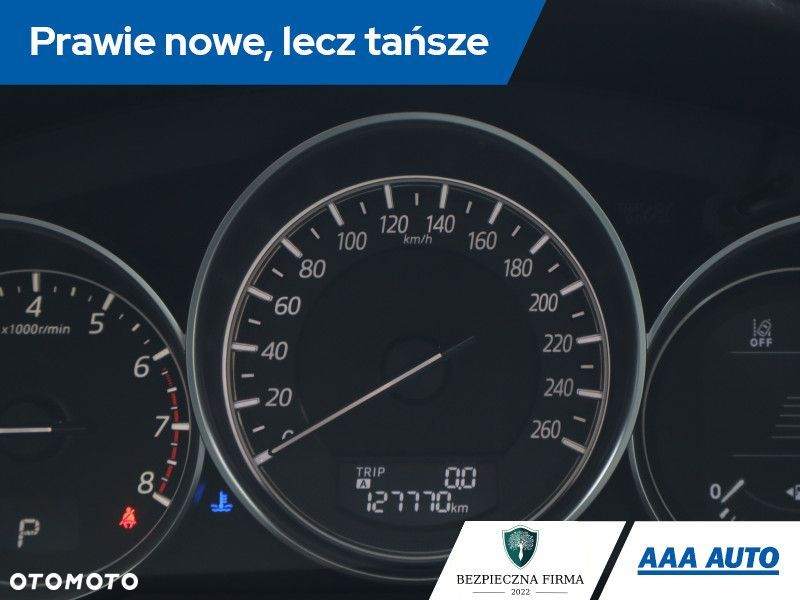 Prawie nowe, lecz tańsze
4
5
6
7
8
x1000r/min
P
0
20
40
60
80
100
120
140
160
180
200
220
240
260
km/h
TRIP
A
0.0
127770km
OFF
0
OTOMOTO
BEZPIECZNA FIRMA
2022
AAA AUTO